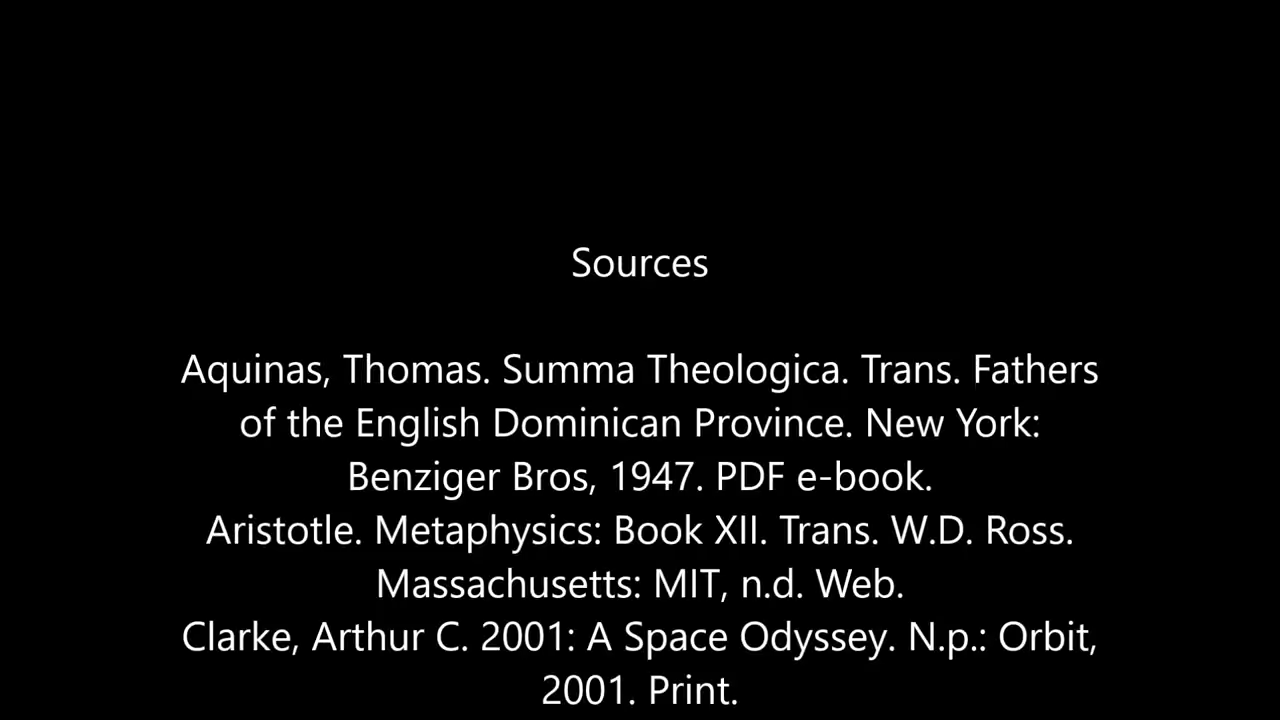 Sources
Aquinas, Thomas. Summa Theologica. Trans. Fathers
of the English Dominican Province. New York:
Benziger Bros, 1947. PDF e-book.
Aristotle. Metaphysics: Book XII. Trans. W.D. Ross.
Massachusetts: MIT, n.d. Web.
Clarke, Arthur C. 2001: A Space Odyssey. N.p.: Orbit,
2001. Print.